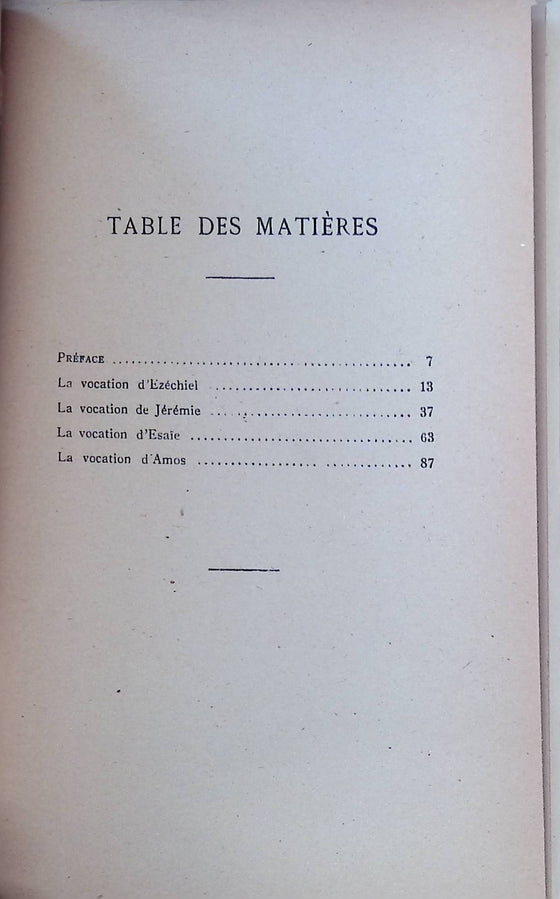 TABLE DES MATIÈRES
PRÉFACE .......................................... 7
La vocation d'Ezéchiel .............................. 13
La vocation de Jérémie .............................. 37
La vocation d'Esaïe ................................. 63
La vocation d'Amos ................................. 87